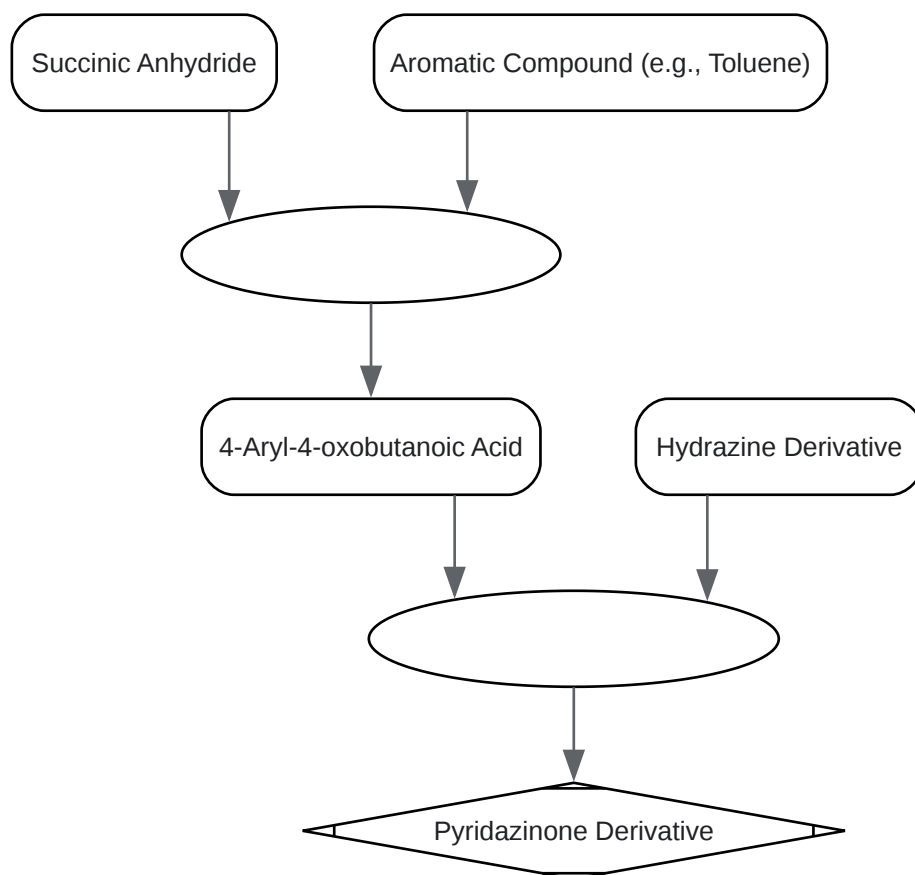 Succinic Anhydride
Aromatic Compound (e.g., Toluene)
4-Aryl-4-oxobutanoic Acid
Hydrazine Derivative
Pyridazinone Derivative